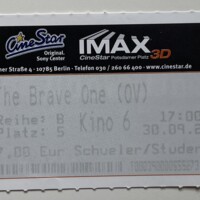 CineStar Original. Sony Center IMAX 3D
CineStar Potsdamer Platz
er Straße 4 - 10785 Berlin - Telefon 030 / 260 66 400 - www.cinestar.de
The Brave One (OV)
Reihe: B Kino 6 17:00
Platz: 5 30.09.2
7,00 Eur Schueler/Studen